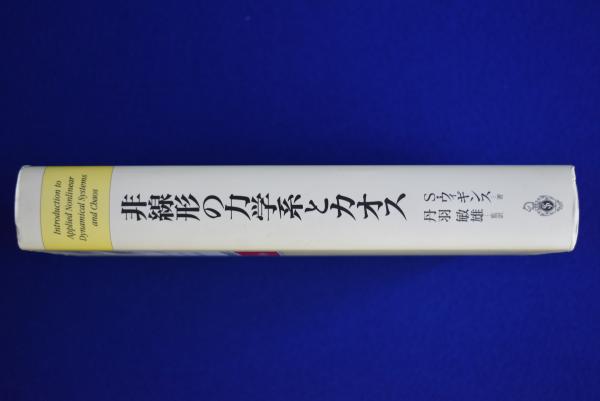 Introduction to
Applied Nonlinear
Dynamical Systems
and Chaos
非線形の力学系とカオス
S・ウィギンス 著
丹羽敏雄 監訳